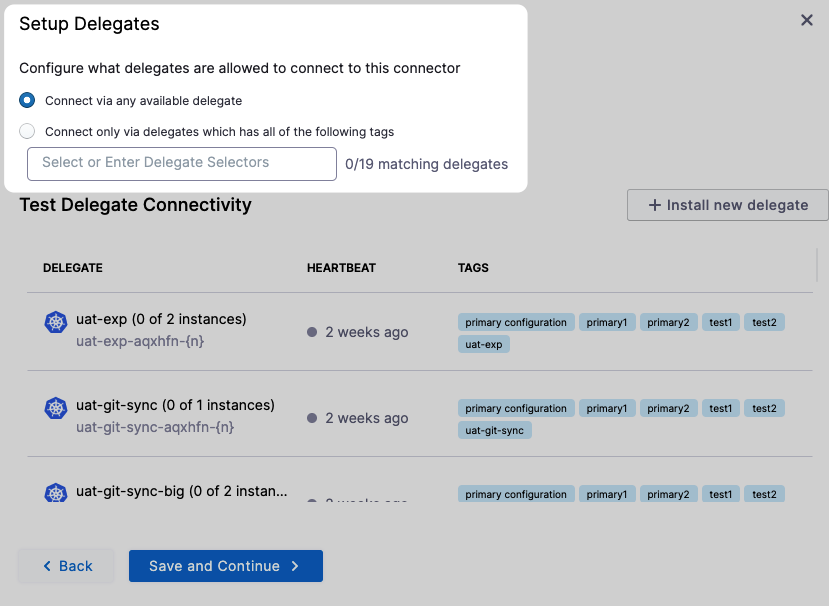 Setup Delegates
Configure what delegates are allowed to connect to this connector
Connect via any available delegate
Connect only via delegates which has all of the following tags
Select or Enter Delegate Selectors 0/19 matching delegates
Test Delegate Connectivity
+ Install new delegate
DELEGATE HEARTBEAT TAGS
uat-exp (0 of 2 instances)
uat-exp-aqxhfn-{n}
2 weeks ago
primary configuration primary1 primary2 test1 test2
uat-exp
uat-git-sync (0 of 1 instances)
uat-git-sync-aqxhfn-{n}
2 weeks ago
primary configuration primary1 primary2 test1 test2
uat-git-sync
uat-git-sync-big (0 of 2 instan...
primary configuration primary1 primary2 test1 test2
Back
Save and Continue